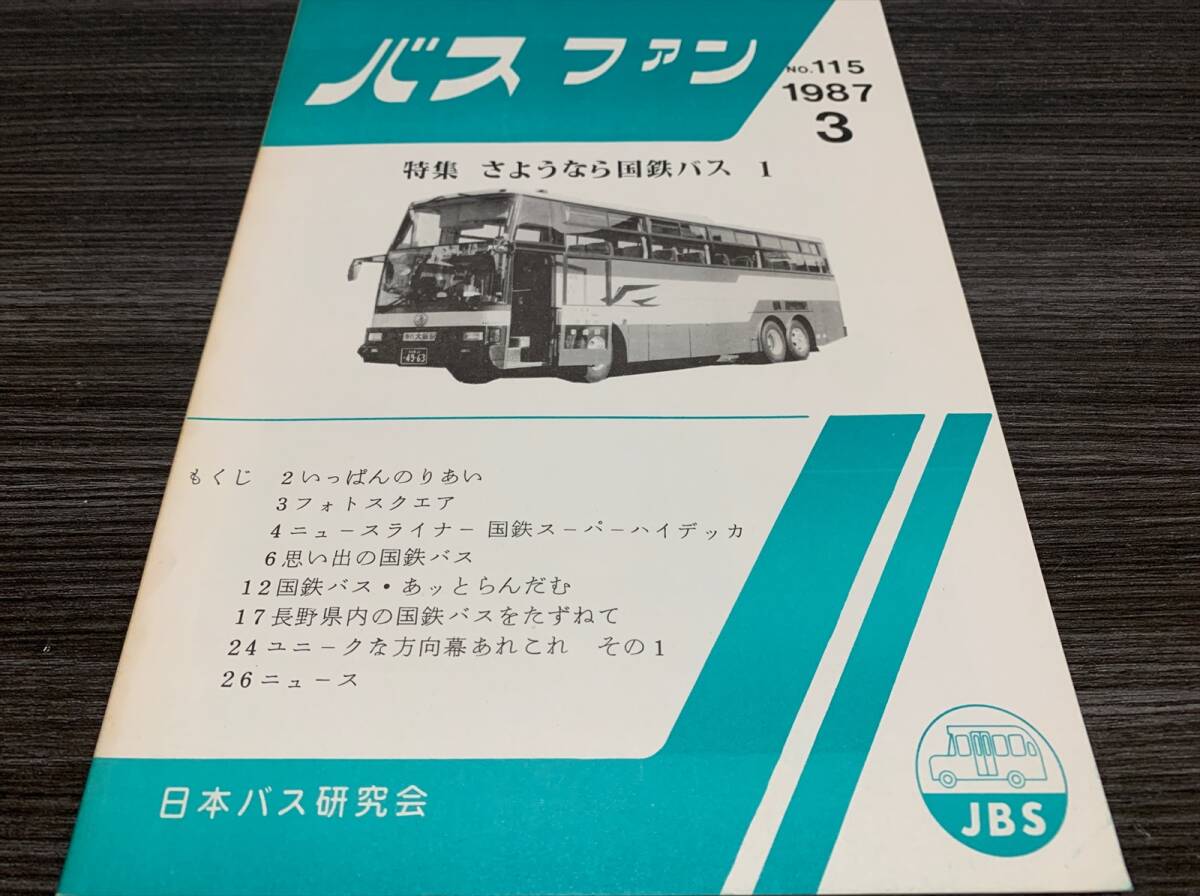 バスファン
NO.115
1987
3
特集 さようなら国鉄バス 1
大阪駅
49-63
もくじ 2いっぱんのりあい
3フォトスクエア
4ニュースライナー 国鉄スーパーハイデッカ
6思い出の国鉄バス
12国鉄バス・あッとらんだむ
17長野県内の国鉄バスをたずねて
24ユニークな方向幕あれこれ その1
26ニュース
日本バス研究会
JBS